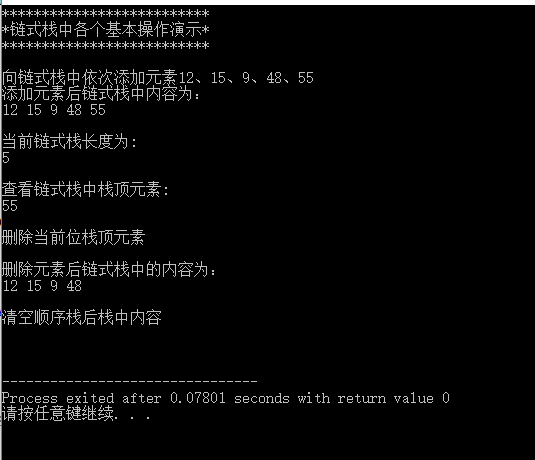 **************************
*链式栈中各个基本操作演示*
**************************
向链式栈中依次添加元素12、15、9、48、55
添加元素后链式栈中内容为:
12 15 9 48 55
当前链式栈长度为:
5
查看链式栈中栈顶元素:
55
删除当前位栈顶元素
删除元素后链式栈中的内容为:
12 15 9 48
清空顺序栈后栈中内容
--------------------------------
Process exited after 0.07801 seconds with return value 0
请按任意键继续. . .